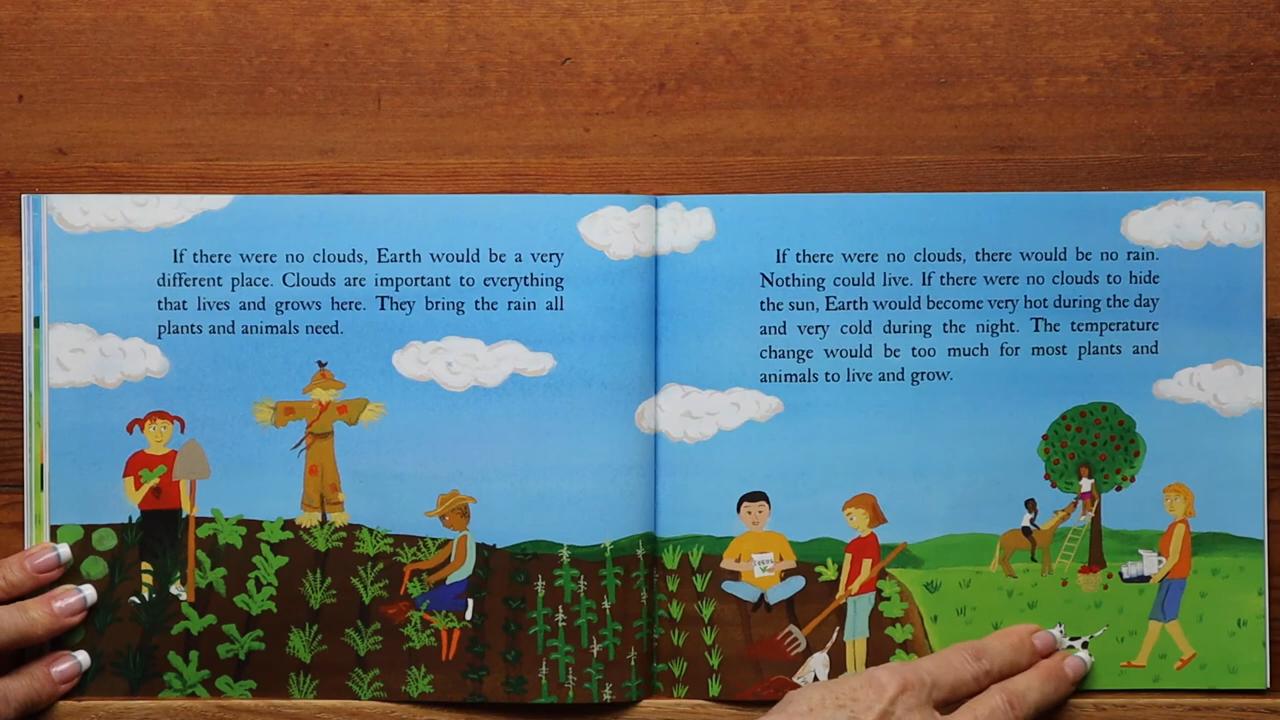 If there were no clouds, Earth would be a very
different place. Clouds are important to everything
that lives and grows here. They bring the rain all
plants and animals need.
If there were no clouds, there would be no rain.
Nothing could live. If there were no clouds to hide
the sun, Earth would become very hot during the day
and very cold during the night. The temperature
change would be too much for most plants and
animals to live and grow.
SEEDS